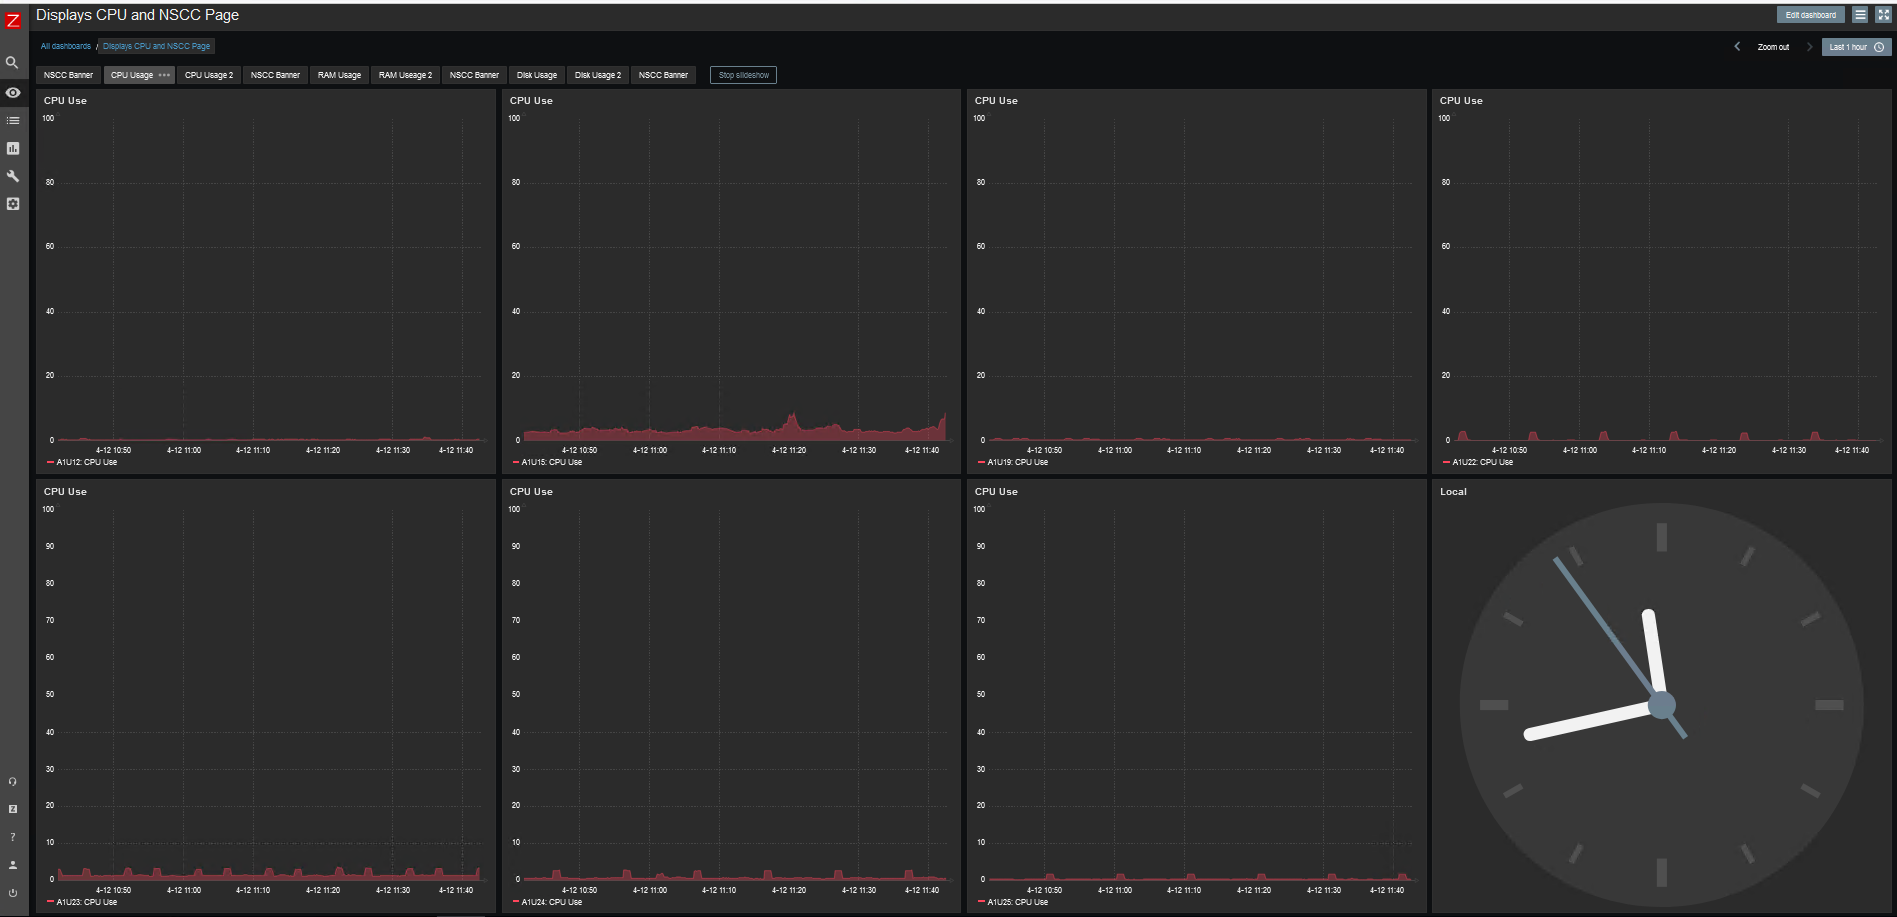 Z
Displays CPU and NSCC Page
Edit dashboard
All dashboards / Displays CPU and NSCC Page
Zoom out
Last 1 hour
NSCC Banner CPU Usage CPU Usage 2 NSCC Banner RAM Usage RAM Useage 2 NSCC Banner Disk Usage Disk Usage 2 NSCC Banner Stop slideshow
CPU Use
100
80
60
40
20
0
4-12 10:50 4-12 11:00 4-12 11:10 4-12 11:20 4-12 11:30 4-12 11:40
A1U12: CPU Use
CPU Use
100
80
60
40
20
0
4-12 10:50 4-12 11:00 4-12 11:10 4-12 11:20 4-12 11:30 4-12 11:40
A1U15: CPU Use
CPU Use
100
80
60
40
20
0
4-12 10:50 4-12 11:00 4-12 11:10 4-12 11:20 4-12 11:30 4-12 11:40
A1U19: CPU Use
CPU Use
100
80
60
40
20
0
4-12 10:50 4-12 11:00 4-12 11:10 4-12 11:20 4-12 11:30 4-12 11:40
A1U22: CPU Use
CPU Use
100
90
80
70
60
50
40
30
20
10
0
4-12 10:50 4-12 11:00 4-12 11:10 4-12 11:20 4-12 11:30 4-12 11:40
A1U23: CPU Use
CPU Use
100
90
80
70
60
50
40
30
20
10
0
4-12 10:50 4-12 11:00 4-12 11:10 4-12 11:20 4-12 11:30 4-12 11:40
A1U24: CPU Use
CPU Use
100
90
80
70
60
50
40
30
20
10
0
4-12 10:50 4-12 11:00 4-12 11:10 4-12 11:20 4-12 11:30 4-12 11:40
A1U25: CPU Use
Local
Z
?